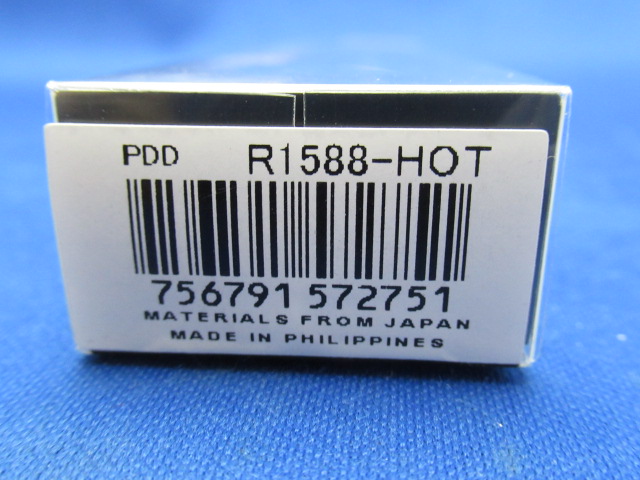 PDD R1588-HOT
756791 572751
MATERIALS FROM JAPAN
MADE IN PHILIPPINES